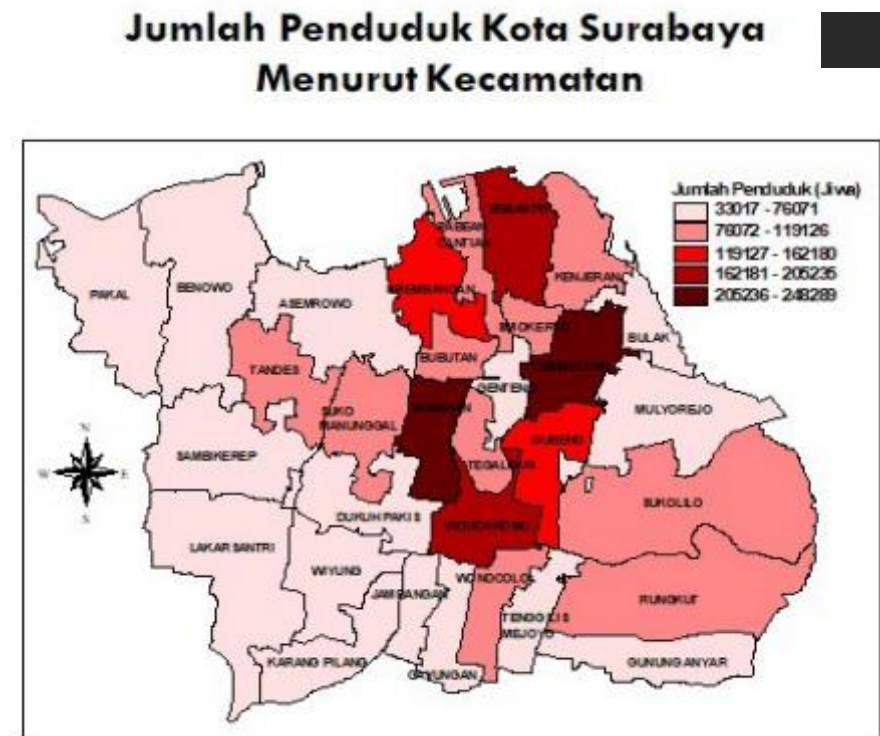 Jumlah Penduduk Kota Surabaya
Menurut Kecamatan
Jumlah Penduduk (Jiwa)
33017 - 76071
76072 - 119126
119127 - 162180
162181 - 205235
205236 - 248289
PAKAL
BENOWO
ASEMROWO
KENJERAN
BULAK
BUBUTAN
TANDES
GENTENG
MULYOREJO
SUKO
MANUNGGAL
SAMBIKEREP
TEGALSARI
SUKOLILO
DUKUH PAKIS
WONOKROMO
LAKAR SANTRI
WIYUNG
JAMBANGAN
WONOCOLO
TENGGILIS
MEJOYO
RUNGKUT
KARANG PILANG
GAYUNGAN
GUNUNG ANYAR
N
W
E
S